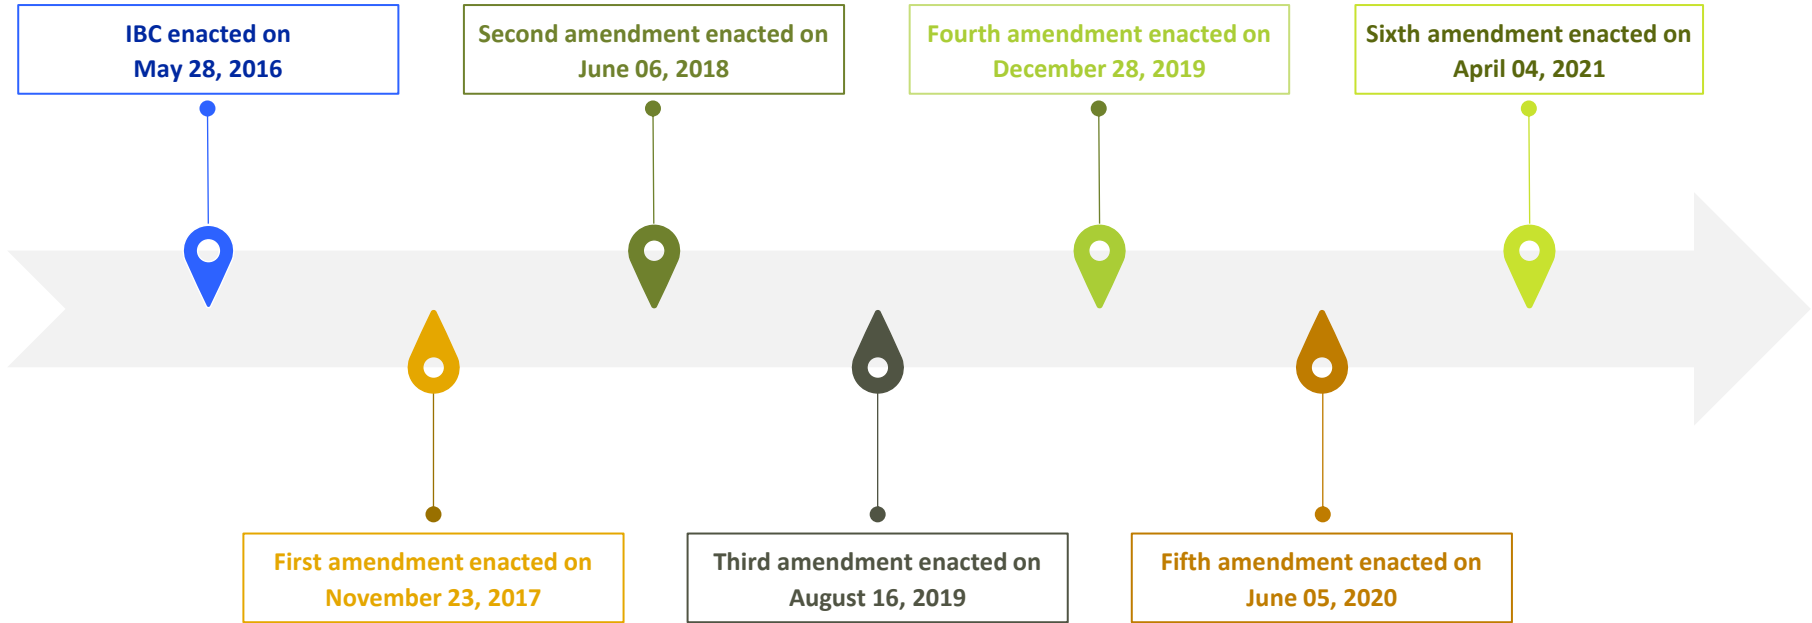 IBC enacted on
May 28, 2016
Second amendment enacted on
June 06, 2018
Fourth amendment enacted on
December 28, 2019
Sixth amendment enacted on
April 04, 2021
First amendment enacted on
November 23, 2017
Third amendment enacted on
August 16, 2019
Fifth amendment enacted on
June 05, 2020